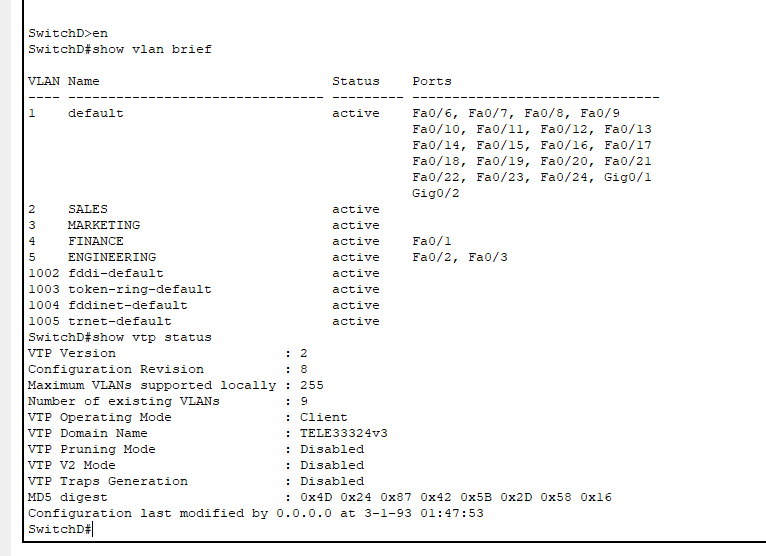 SwitchD>en
SwitchD#show vlan brief
VLAN Name                             Status    Ports
---- -------------------------------- --------- -------------------------------
1    default                          active    Fa0/6, Fa0/7, Fa0/8, Fa0/9
                                                Fa0/10, Fa0/11, Fa0/12, Fa0/13
                                                Fa0/14, Fa0/15, Fa0/16, Fa0/17
                                                Fa0/18, Fa0/19, Fa0/20, Fa0/21
                                                Fa0/22, Fa0/23, Fa0/24, Gig0/1
                                                Gig0/2
2    SALES                            active
3    MARKETING                        active
4    FINANCE                          active    Fa0/1
5    ENGINEERING                      active    Fa0/2, Fa0/3
1002 fddi-default                     active
1003 token-ring-default               active
1004 fddinet-default                  active
1005 trnet-default                    active
SwitchD#show vtp status
VTP Version                     : 2
Configuration Revision          : 8
Maximum VLANs supported locally : 255
Number of existing VLANs        : 9
VTP Operating Mode              : Client
VTP Domain Name                 : TELE33324v3
VTP Pruning Mode                : Disabled
VTP V2 Mode                     : Disabled
VTP Traps Generation            : Disabled
MD5 digest                      : 0x4D 0x24 0x87 0x42 0x5B 0x2D 0x58 0x16
Configuration last modified by 0.0.0.0 at 3-1-93 01:47:53
SwitchD#